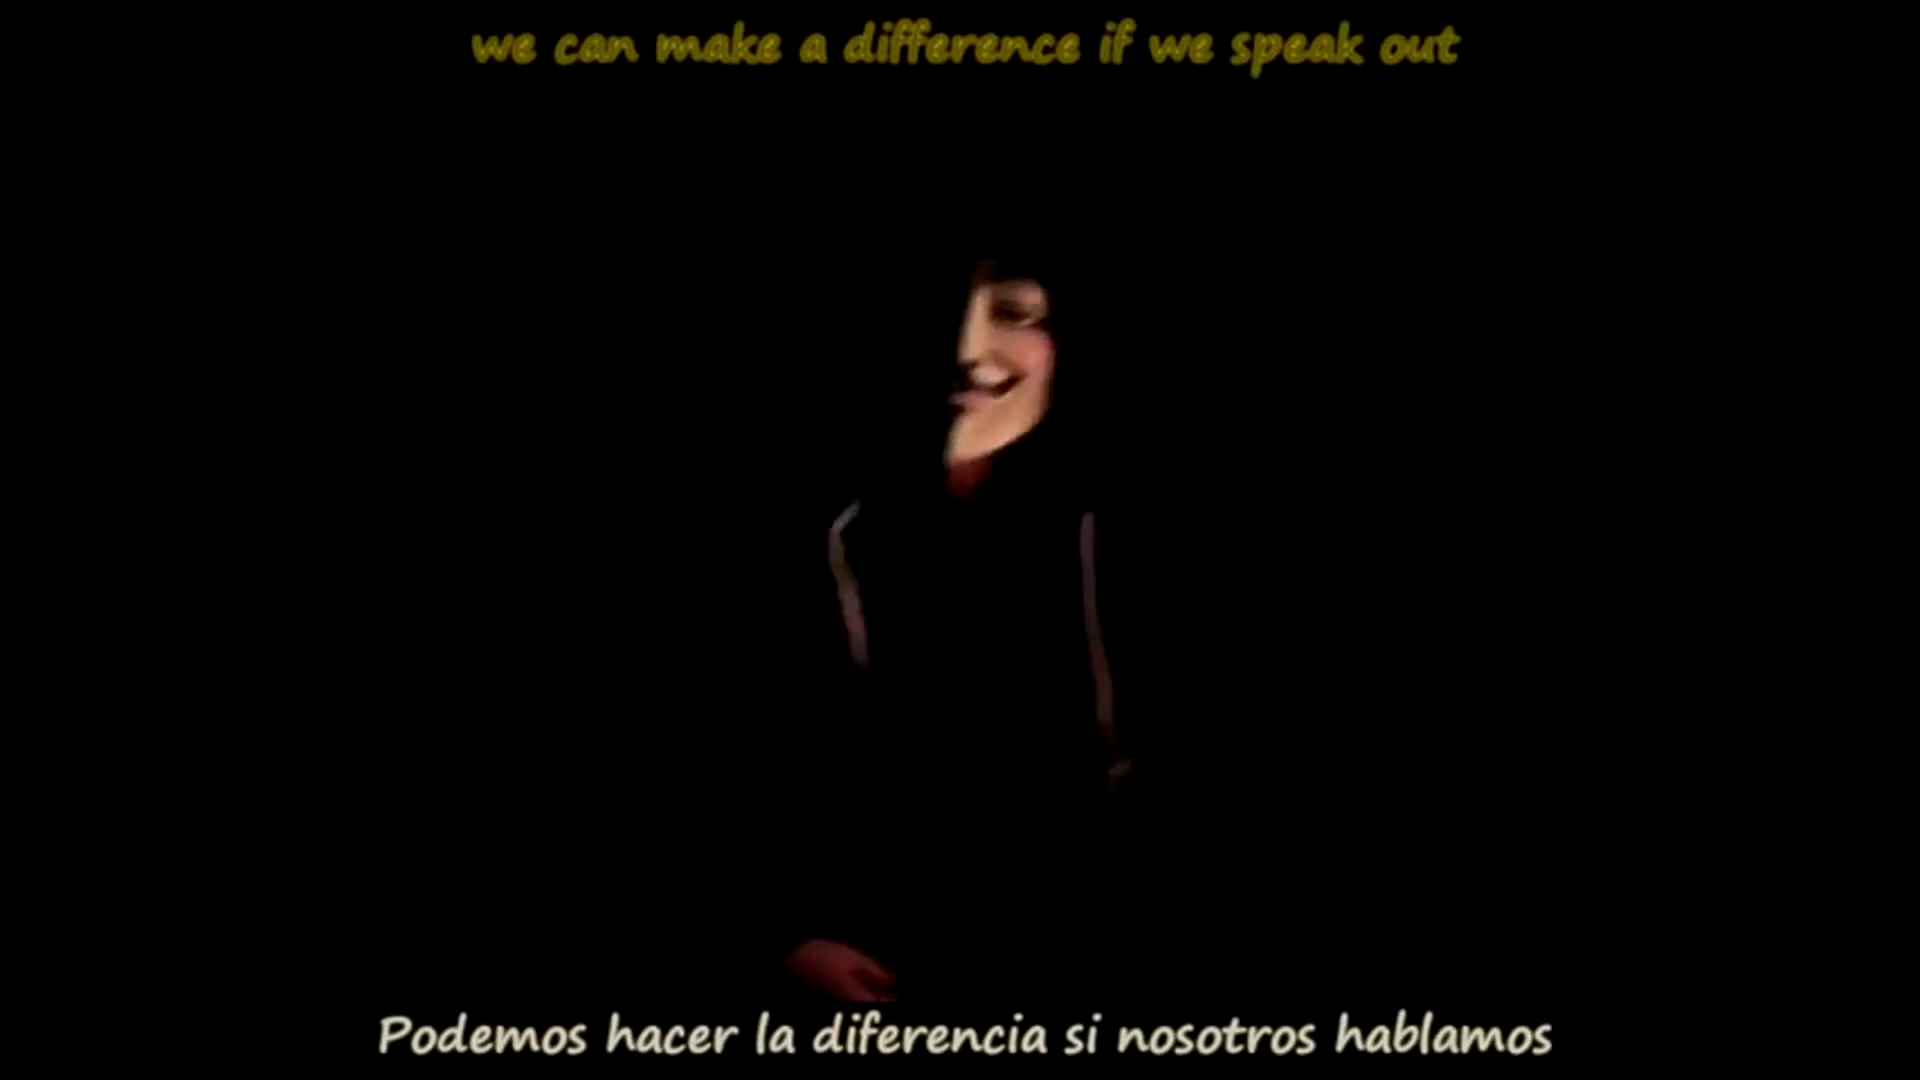 we can make a difference if we speak out
Podemos hacer la diferencia si nosotros hablamos